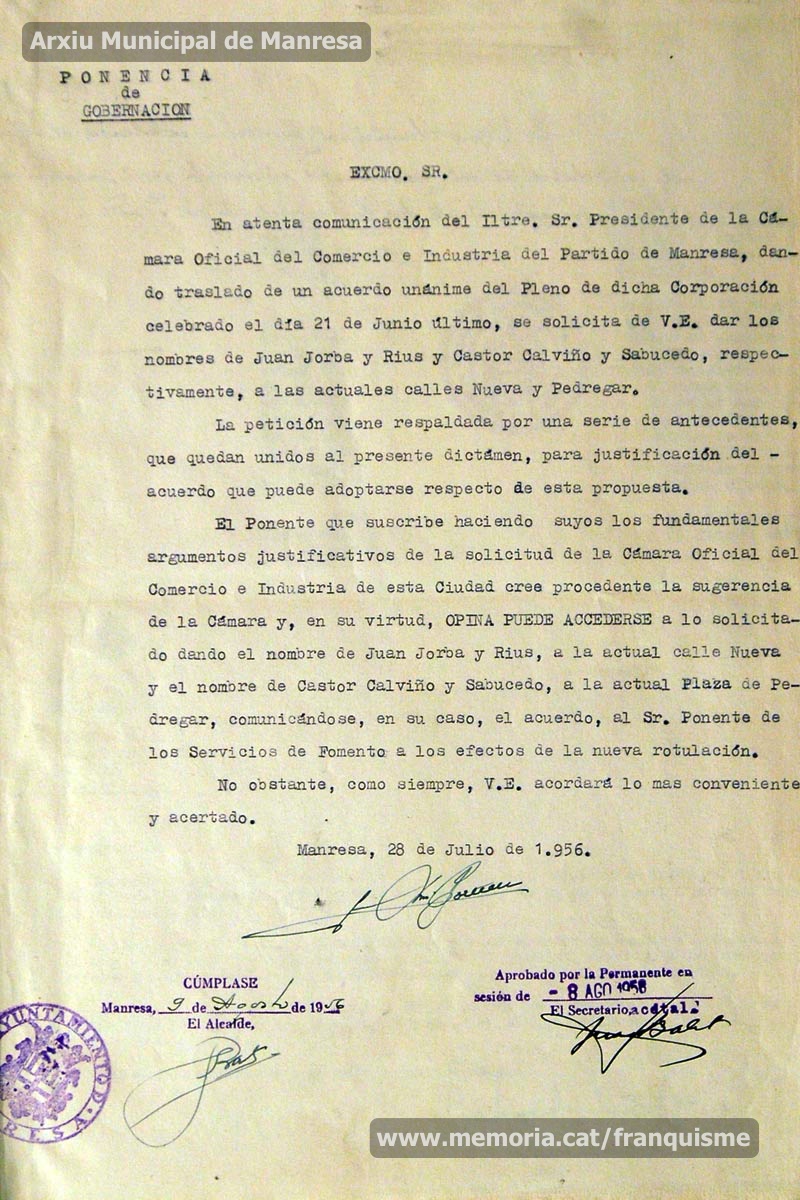 Arxiu Municipal de Manresa
PONENCIA
de
GOBERNACION
EXCMO. SR.
En atenta comunicación del Iltre. Sr. Presidente de la Cá-
mara Oficial del Comercio e Industria del Partido de Manresa, dan-
do traslado de un acuerdo unánime del Pleno de dicha Corporación
celebrado el día 21 de Junio último, se solicita de V.E. dar los
nombres de Juan Jorba y Rius y Castor Calviño y Sabucedo, respec-
tivamente, a las actuales calles Nueva y Pedregar.
La petición viene respaldada por una serie de antecedentes,
que quedan unidos al presente dictámen, para justificación del -
acuerdo que puede adoptarse respecto de esta propuesta.
El Ponente que suscribe haciendo suyos los fundamentales
argumentos justificativos de la solicitud de la Cámara Oficial del
Comercio e Industria de esta Ciudad cree procedente la sugerencia
de la Cámara y, en su virtud, OPINA PUEDE ACCEDERSE a lo solicita-
do dando el nombre de Juan Jorba y Rius, a la actual calle Nueva
y el nombre de Castor Calviño y Sabucedo, a la actual Plaza de Pe-
dregar, comunicándose, en su caso, el acuerdo, al Sr. Ponente de
los Servicios de Fomento a los efectos de la nueva rotulación.
No obstante, como siempre, V.E. acordará lo mas conveniente
y acertado.
Manresa, 28 de Julio de 1.956.
CÚMPLASE
Manresa, 9 de Agosto de 1956
El Alcalde,
Aprobado por la Permanente en
sesión de - 8 AGO 1956
El Secretario, acctal.
AYUNTAMIENTO D
RESA
www.memoria.cat/franquisme